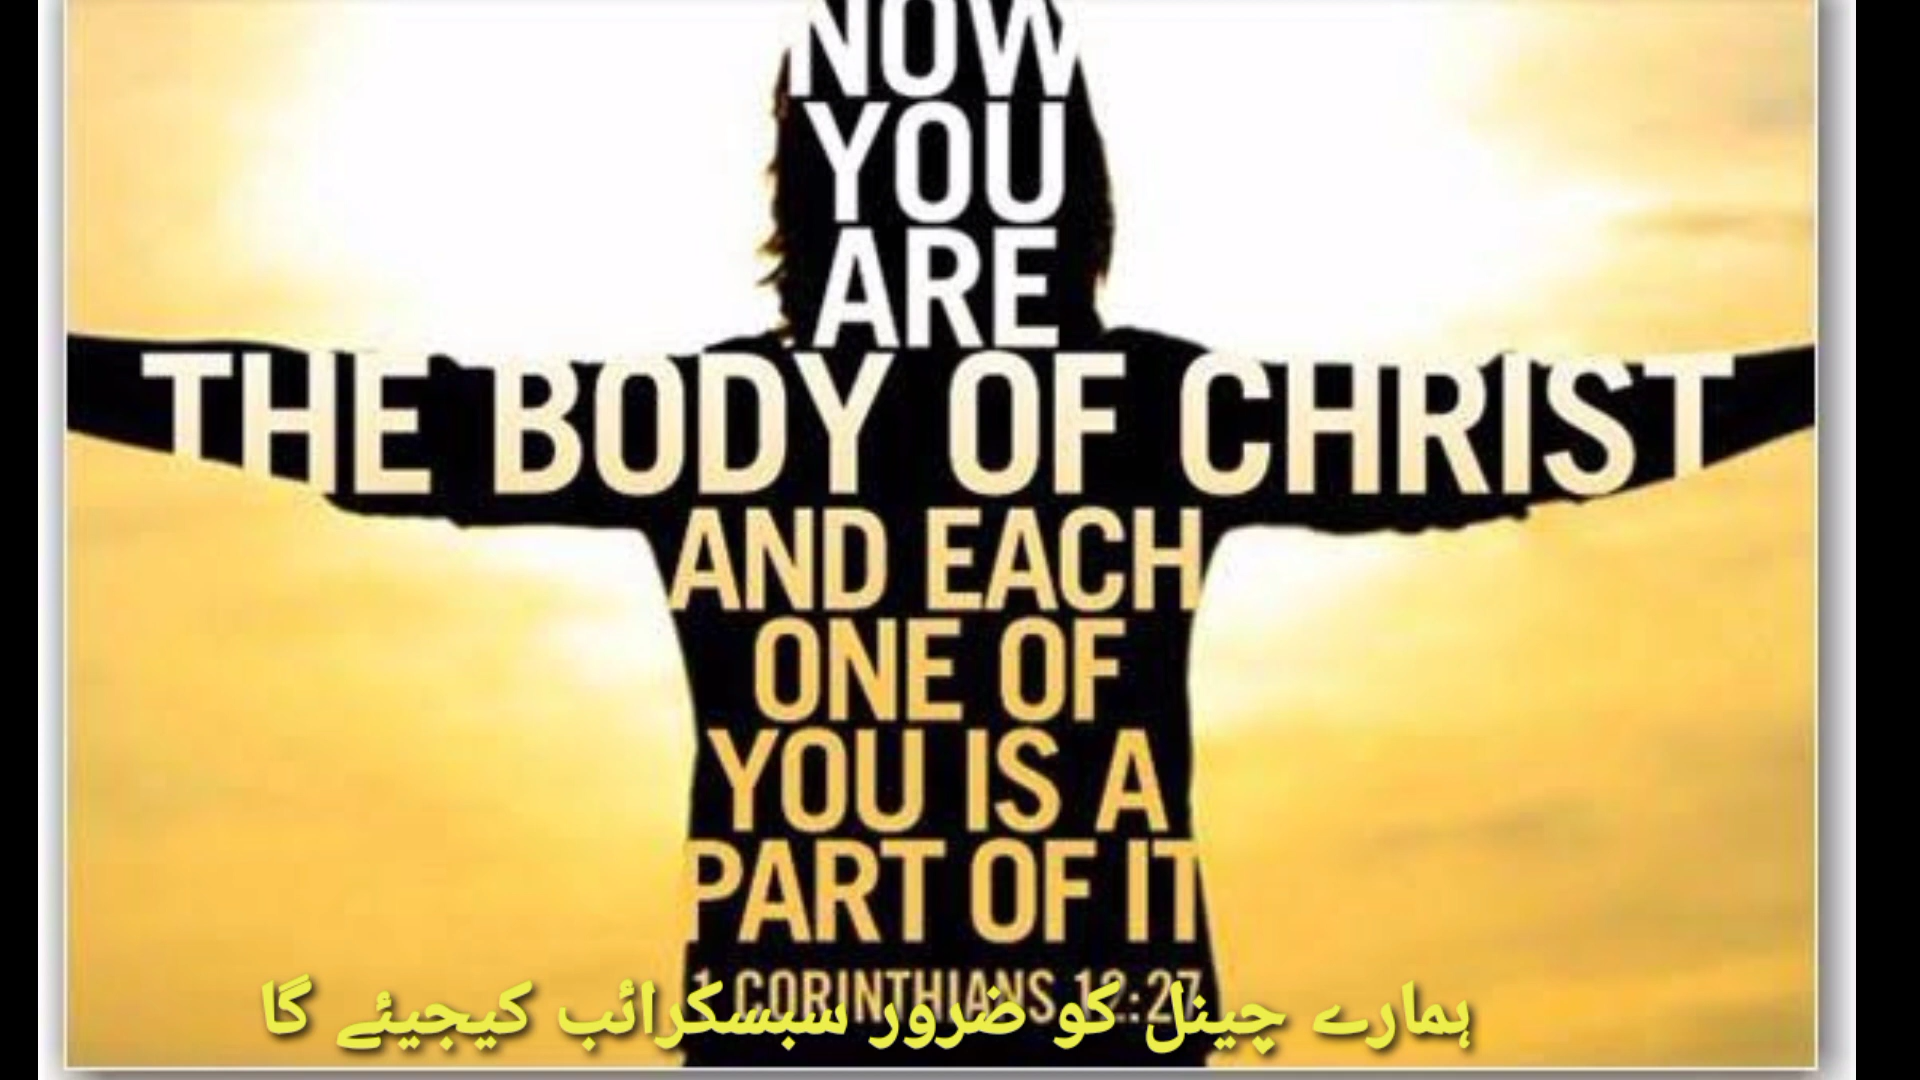 NOW
YOU
ARE
THE BODY OF CHRIST
AND EACH
ONE OF
YOU IS A
PART OF IT
1 CORINTHIANS 12:27
ہمارے چینل کو ضرور سبسکرائب کیجیئے گا